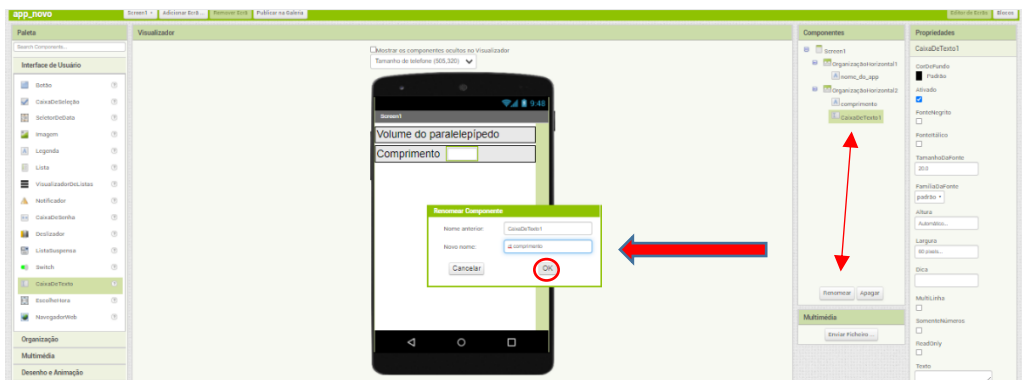 app_novo
Screen1
Adicionar Ecrã ...
Remover Ecrã
Publicar na Galeria
Editor de Ecrãs
Blocos
Paleta
Search Components...
Interface de Usuário
Botão
CaixaDeSeleção
SeletorDeData
Imagem
Legenda
Lista
VisualizadorDeListas
Notificador
CaixaDeSenha
Deslizador
ListaSuspensa
Switch
CaixaDeTexto
EscolheHora
NavegadorWeb
Organização
Multimédia
Desenho e Animação
Visualizador
Mostrar os componentes ocultos no Visualizador
Tamanho de telefone (505,320)
9:48
Screen1
Volume do paralelepípedo
Comprimento
Renomear Componente
Nome anterior:
CaixaDeTexto1
Novo nome:
comprimento
Cancelar
OK
Componentes
Screen1
OrganizaçãoHorizontal1
nome_do_app
OrganizaçãoHorizontal2
comprimento
CaixaDeTexto1
Renomear
Apagar
Multimédia
Enviar Ficheiro ...
Propriedades
CaixaDeTexto1
CorDeFundo
Padrão
Ativado
FonteNegrito
FonteItálico
TamanhoDaFonte
20.0
FamíliaDaFonte
padrão
Altura
Automático...
Largura
Dica
MultiLinha
SomenteNúmeros
ReadOnly
Texto